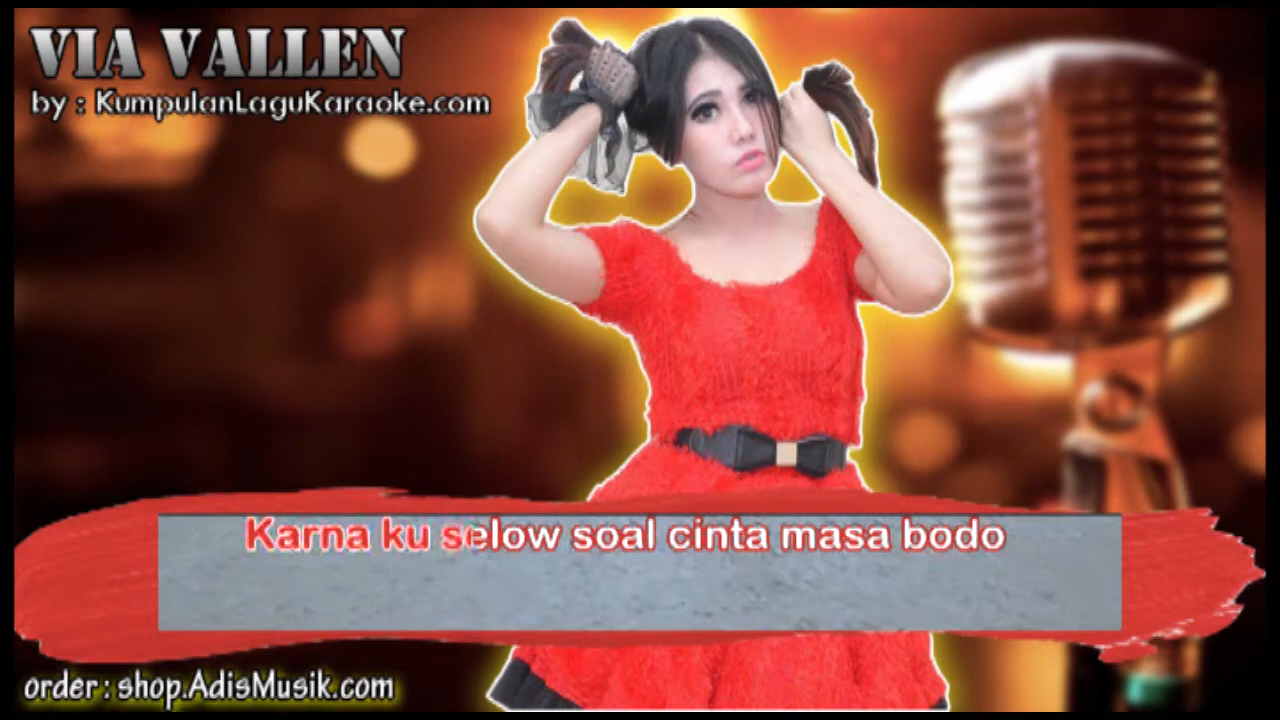 VIA VALLEN
by : KumpulanLaguKaraoke.com
Karna ku selow soal cinta masa bodo
order : shop.AdisMusik.com